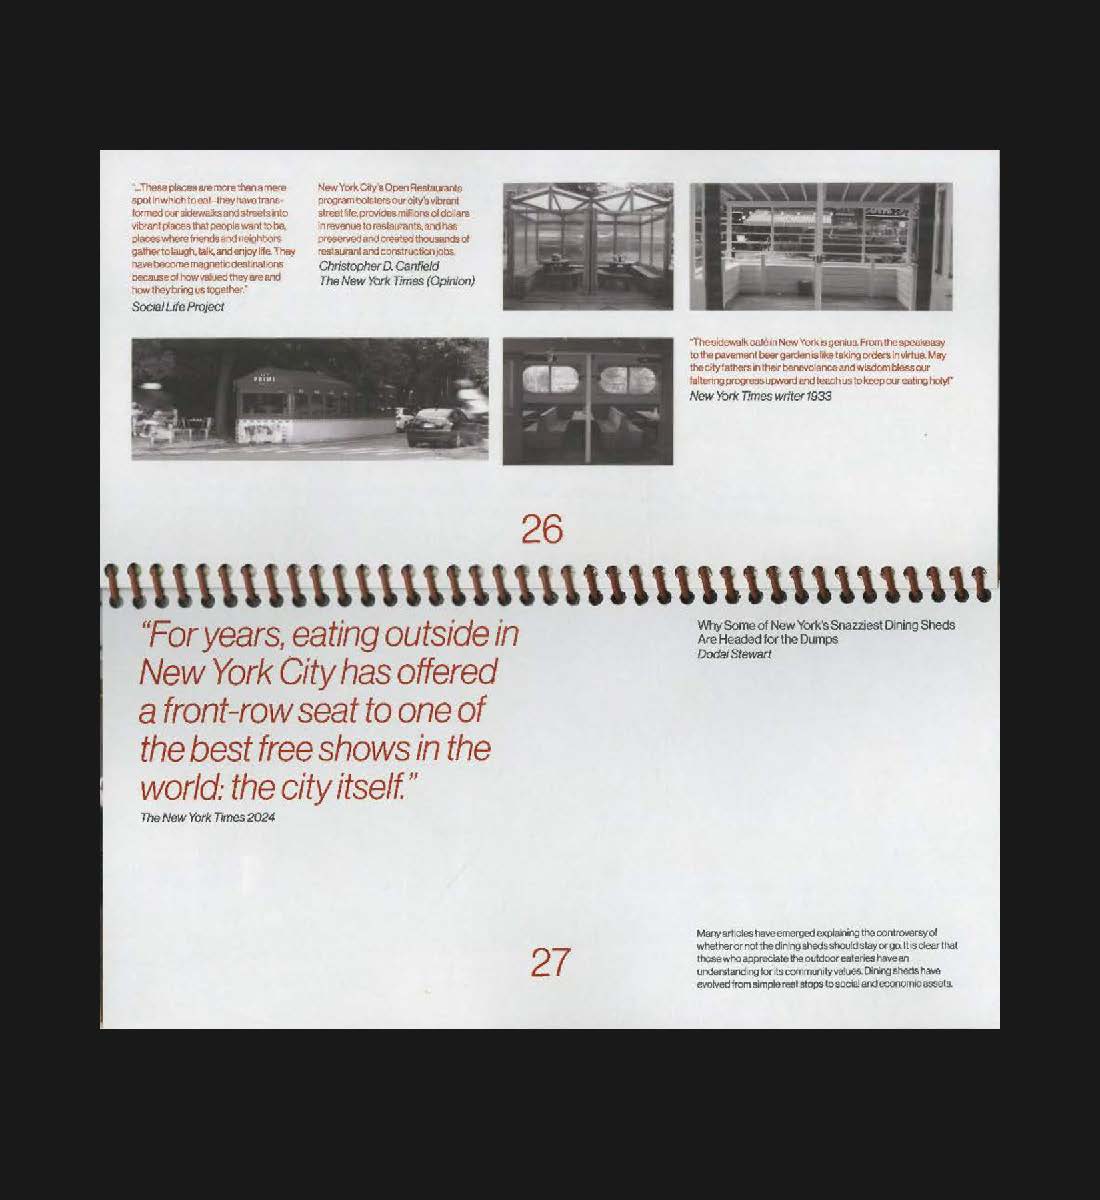 "...These places are more than a mere
spot in which to eat–they have trans-
formed our sidewalks and streets into
vibrant places that people want to be,
places where friends and neighbors
gather to laugh, talk, and enjoy life. They
have become magnetic destinations
because of how valued they are and
how they bring us together."
Social Life Project
New York City's Open Restaurants
program bolsters our city's vibrant
street life, provides millions of dollars
in revenue to restaurants, and has
preserved and created thousands of
restaurant and construction jobs.
Christopher D. Canfield
The New York Times (Opinion)
PRIMI
"The sidewalk café in New York is genius. From the speakeasy
to the pavement beer garden is like taking orders in virtue. May
the city fathers in their benevolence and wisdom bless our
faltering progress upward and teach us to keep our eating holy!"
New York Times writer 1933
26
"For years, eating outside in
New York City has offered
a front-row seat to one of
the best free shows in the
world: the city itself."
The New York Times 2024
Why Some of New York's Snazziest Dining Sheds
Are Headed for the Dumps
Dodai Stewart
27
Many articles have emerged explaining the controversy of
whether or not the dining sheds should stay or go. It is clear that
those who appreciate the outdoor eateries have an
understanding for its community values. Dining sheds have
evolved from simple rest stops to social and economic assets.